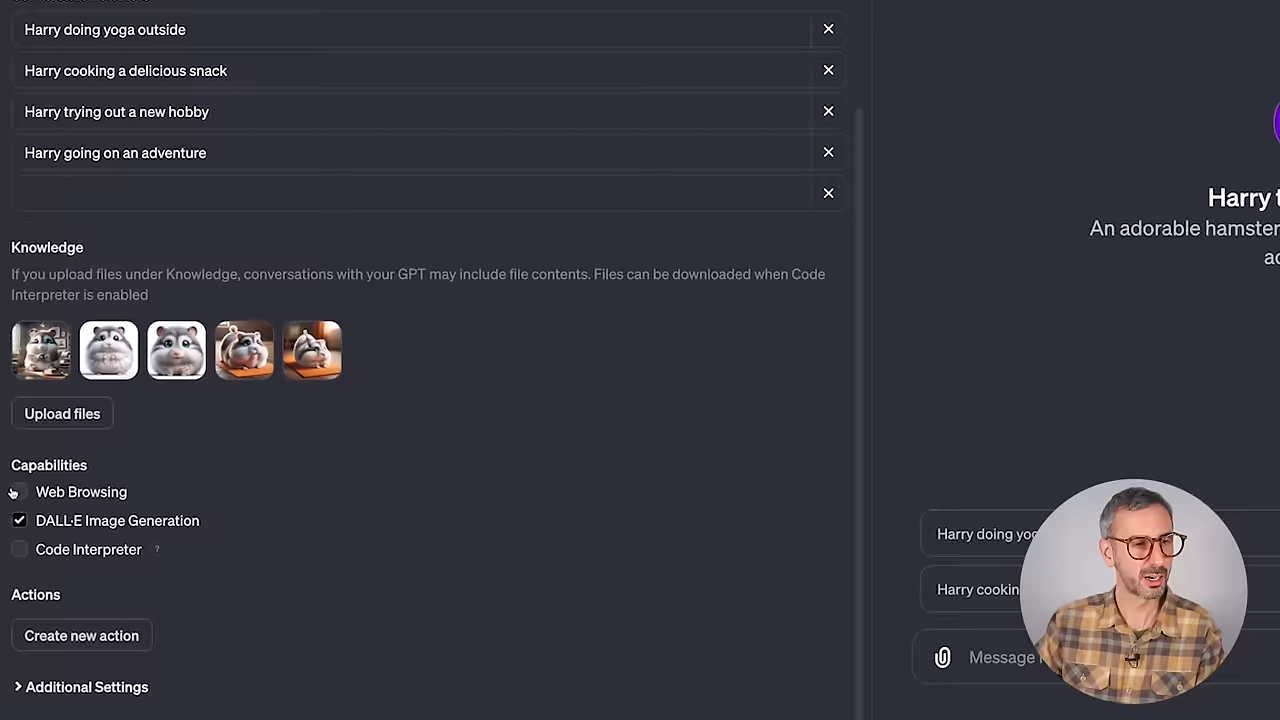 Harry doing yoga outside
Harry cooking a delicious snack
Harry trying out a new hobby
Harry going on an adventure
Knowledge
If you upload files under Knowledge, conversations with your GPT may include file contents. Files can be downloaded when Code
Interpreter is enabled
Upload files
Capabilities
Web Browsing
DALL·E Image Generation
Code Interpreter ?
Actions
Create new action
Additional Settings
Harry
An adorable hamster
Harry doing
Harry
Message